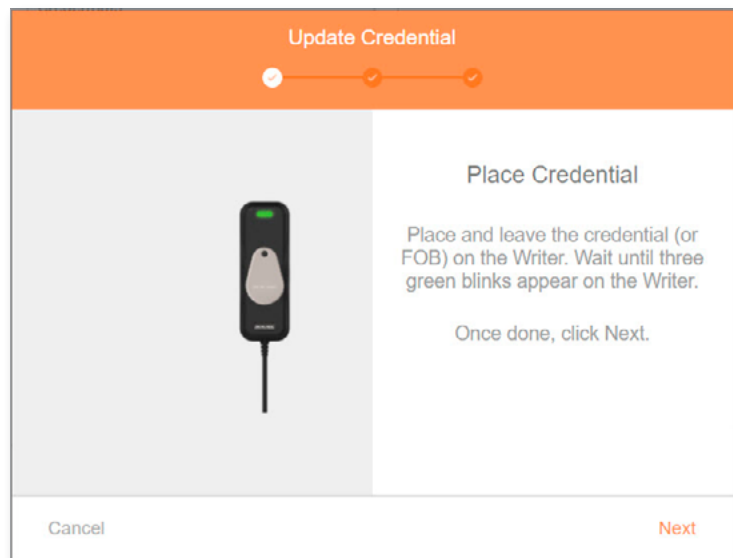 Update Credential
Place Credential
Place and leave the credential (or
FOB) on the Writer. Wait until three
green blinks appear on the Writer.
Once done, click Next.
Cancel
Next